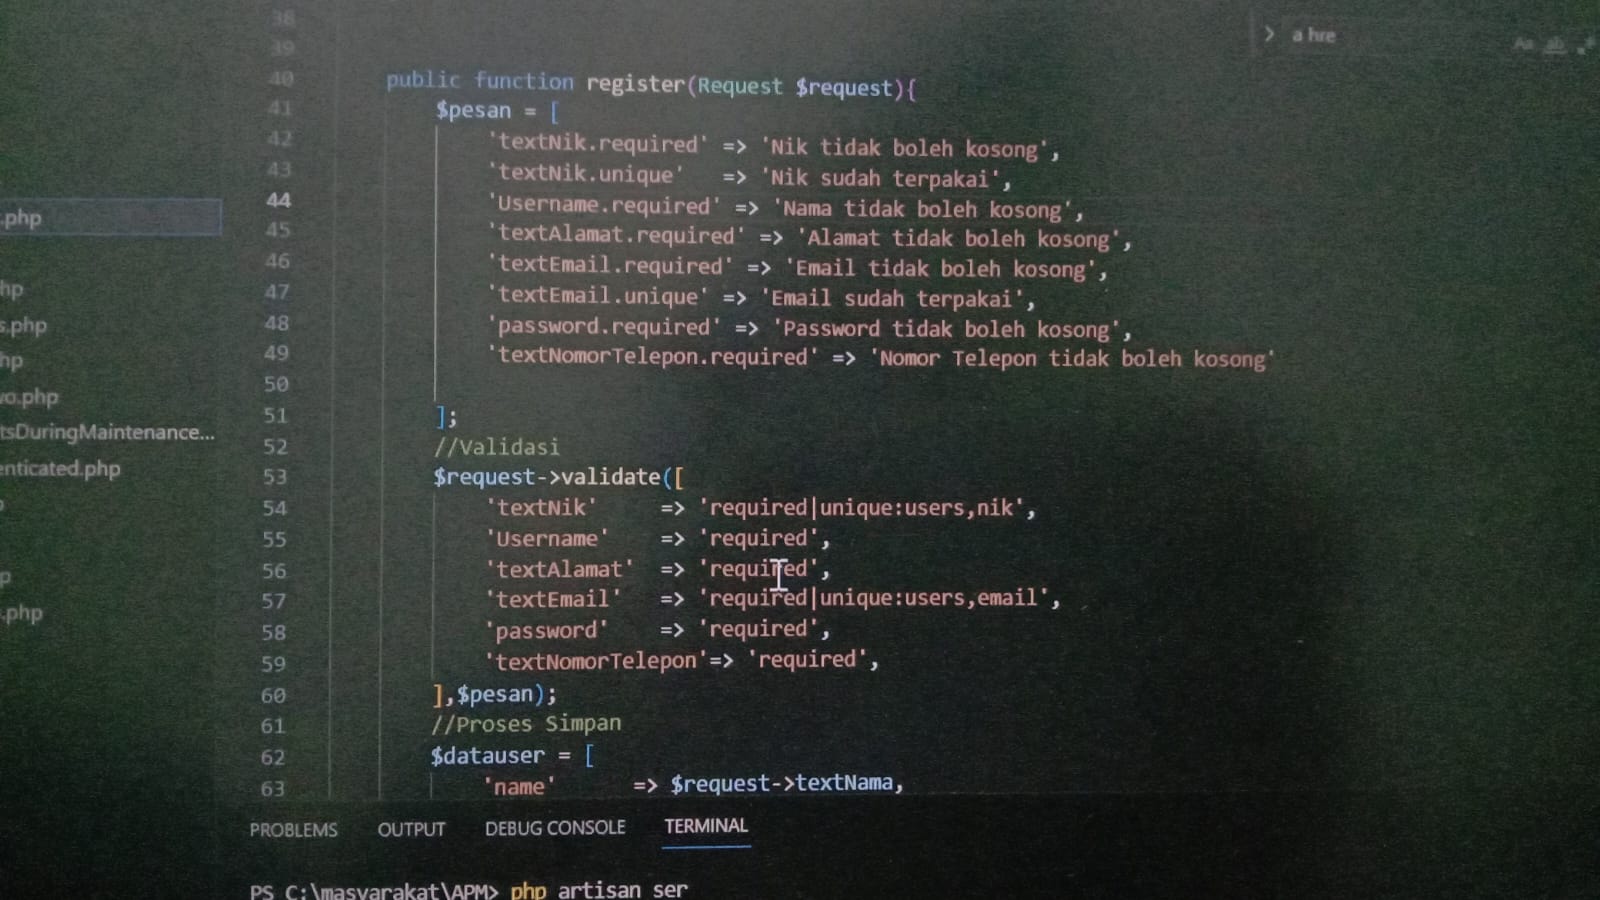 38
39
> a hre
Aa ab
40 public function register(Request $request){
41 $pesan = [
42 'textNik.required' => 'Nik tidak boleh kosong',
43 'textNik.unique' => 'Nik sudah terpakai',
44 'Username.required' => 'Nama tidak boleh kosong',
45 'textAlamat.required' => 'Alamat tidak boleh kosong',
46 'textEmail.required' => 'Email tidak boleh kosong',
47 'textEmail.unique' => 'Email sudah terpakai',
48 'password.required' => 'Password tidak boleh kosong',
49 'textNomorTelepon.required' => 'Nomor Telepon tidak boleh kosong'
50
51 ];
52 //Validasi
53 $request->validate([
54 'textNik' => 'required|unique:users,nik',
55 'Username' => 'required',
56 'textAlamat' => 'required',
57 'textEmail' => 'required|unique:users,email',
58 'password' => 'required',
59 'textNomorTelepon'=> 'required',
60 ],$pesan);
61 //Proses Simpan
62 $datauser = [
63 'name' => $request->textNama,
.php
hp
s.php
hp
vo.php
tsDuringMaintenance...
enticated.php
p
.php
PROBLEMS OUTPUT DEBUG CONSOLE TERMINAL
PS C:\masyarakat\APM> php artisan ser